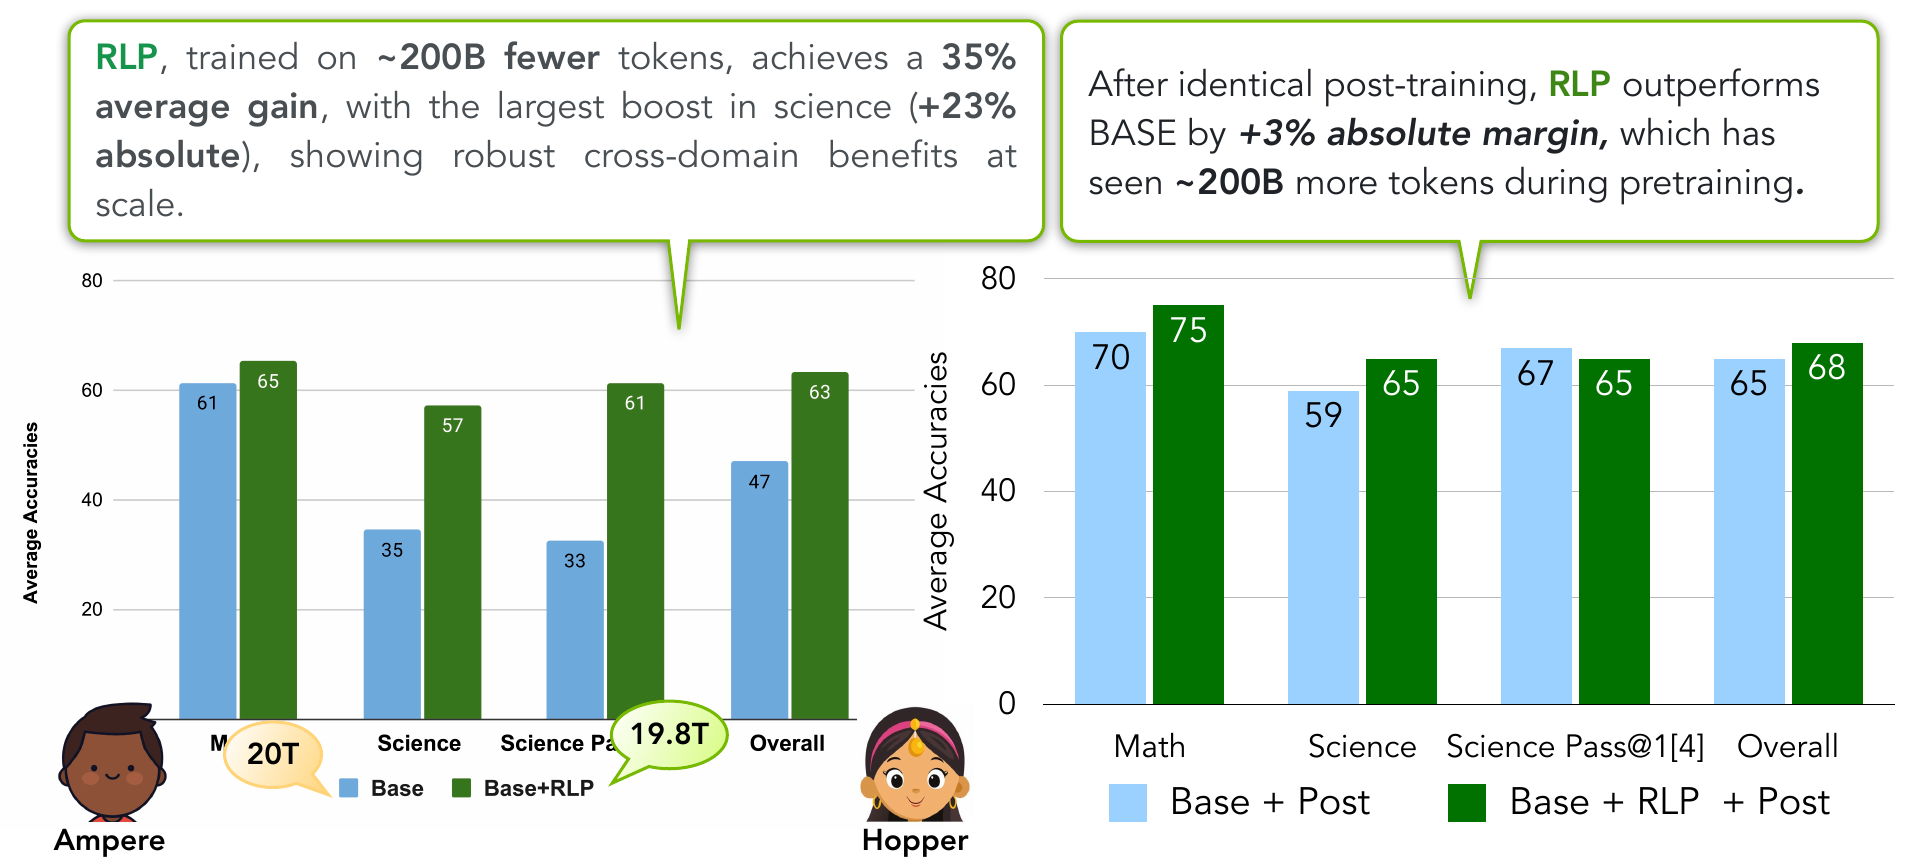 RLP, trained on ~200B fewer tokens, achieves a 35%
average gain, with the largest boost in science (+23%
absolute), showing robust cross-domain benefits at
scale.
After identical post-training, RLP outperforms
BASE by +3% absolute margin, which has
seen ~200B more tokens during pretraining.
Average Accuracies
80
60
40
20
61
65
35
57
33
61
47
63
M
Science
Science Pa
Overall
20T
19.8T
Base
Base+RLP
Ampere
Hopper
Average Accuracies
80
60
40
20
0
70
75
59
65
67
65
65
68
Math
Science
Science Pass@1[4]
Overall
Base + Post
Base + RLP + Post